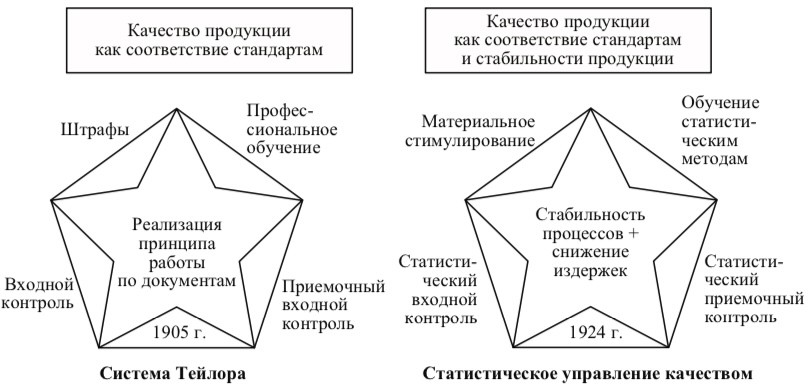 Качество продукции
как соответствие стандартам
Штрафы
Профес-
сиональное
обучение
Реализация
принципа
работы
по документам
Входной
контроль
Приемочный
входной
контроль
1905 г.
Система Тейлора
Качество продукции
как соответствие стандартам
и стабильности продукции
Материальное
стимулирование
Обучение
статисти-
ческим
методам
Стабильность
процессов +
снижение
издержек
Статисти-
ческий
входной
контроль
Статисти-
ческий
приемочный
контроль
1924 г.
Статистическое управление качеством